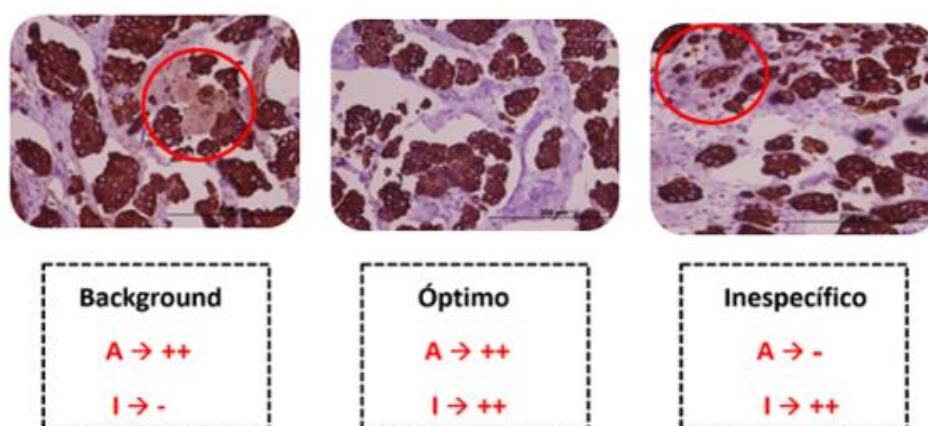 Background
A → ++
I → -
Óptimo
A → ++
I → ++
Inespecífico
A → -
I → ++